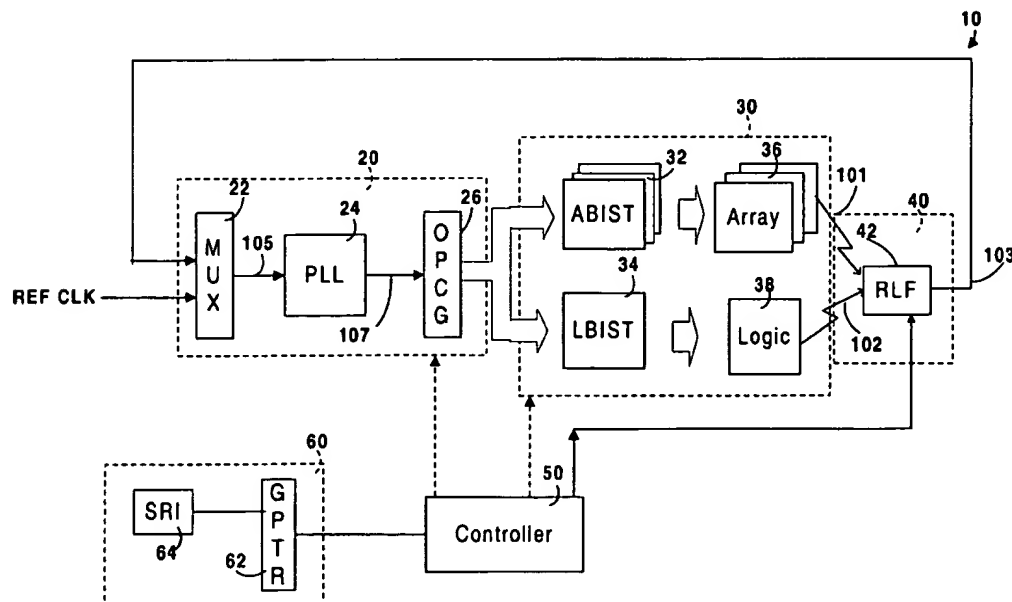 10
30
20
22
24
26
32
36
101
40
42
103
M
U
X
105
PLL
107
O
P
C
G
ABIST
Array
RLF
REF CLK
34
LBIST
38
Logic
102
60
50
SRI
64
G
P
T
R
62
Controller